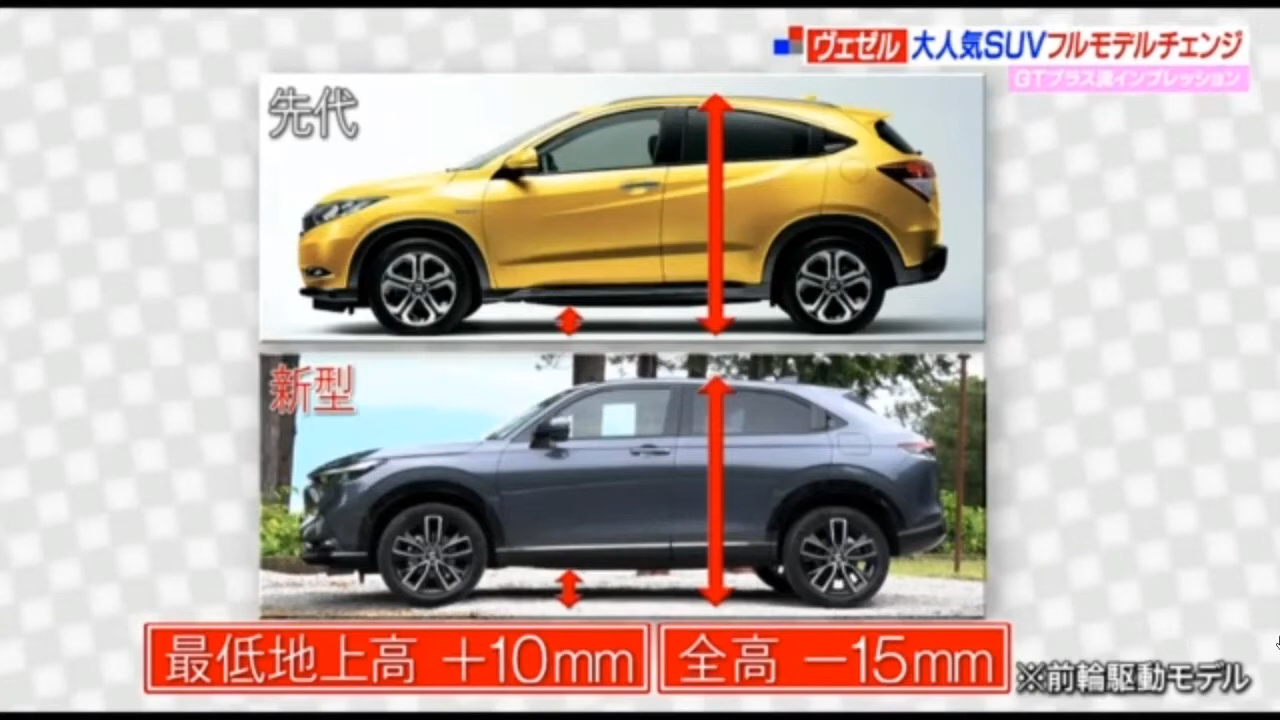 ヴェゼル 大人気SUVフルモデルチェンジ
GTプラス流インプレッション
先代
新型
最低地上高 +10mm 全高 -15mm
※前輪駆動モデル